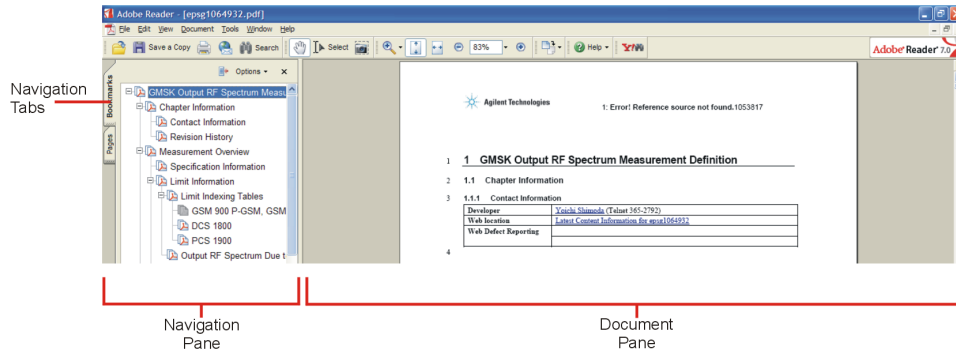 Adobe Reader - [epsg1064932.pdf]
File Edit View Document Tools Window Help
Save a Copy Search Select 83% Help Y!
Adobe Reader 7.0
Options
Navigation Tabs
Bookmarks
Pages
GMSK Output RF Spectrum Measu
Chapter Information
Contact Information
Revision History
Measurement Overview
Specification Information
Limit Information
Limit Indexing Tables
GSM 900 P-GSM, GSM
DCS 1800
PCS 1900
Output RF Spectrum Due t
Agilent Technologies
1: Error! Reference source not found.1053817
1 1 GMSK Output RF Spectrum Measurement Definition
2 1.1 Chapter Information
3 1.1.1 Contact Information
Developer Yoichi Shimoda (Telnet 365-2792)
Web location Latest Content Information for epsg1064932
Web Defect Reporting
4
Navigation
Pane
Document
Pane